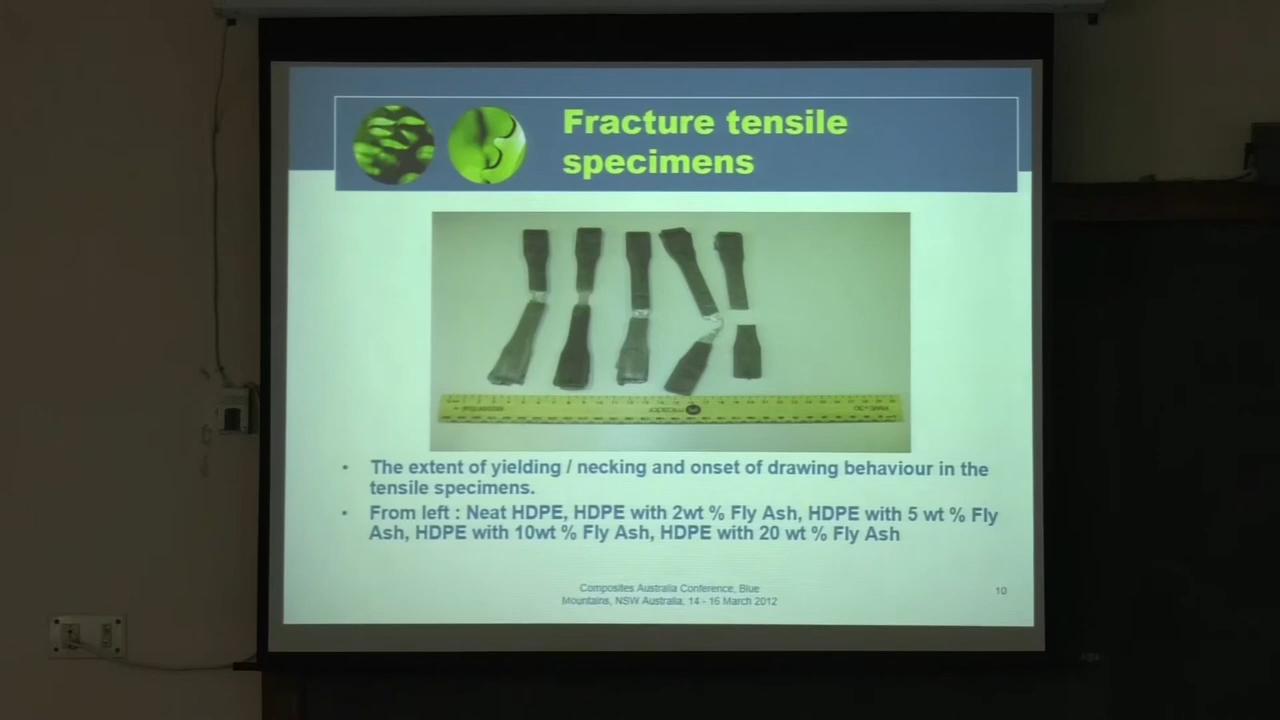 Fracture tensile
specimens
• The extent of yielding / necking and onset of drawing behaviour in the
tensile specimens.
• From left : Neat HDPE, HDPE with 2wt % Fly Ash, HDPE with 5 wt % Fly
Ash, HDPE with 10wt % Fly Ash, HDPE with 20 wt % Fly Ash
Composites Australia Conference, Blue
Mountains, NSW Australia, 14 - 16 March 2012
10